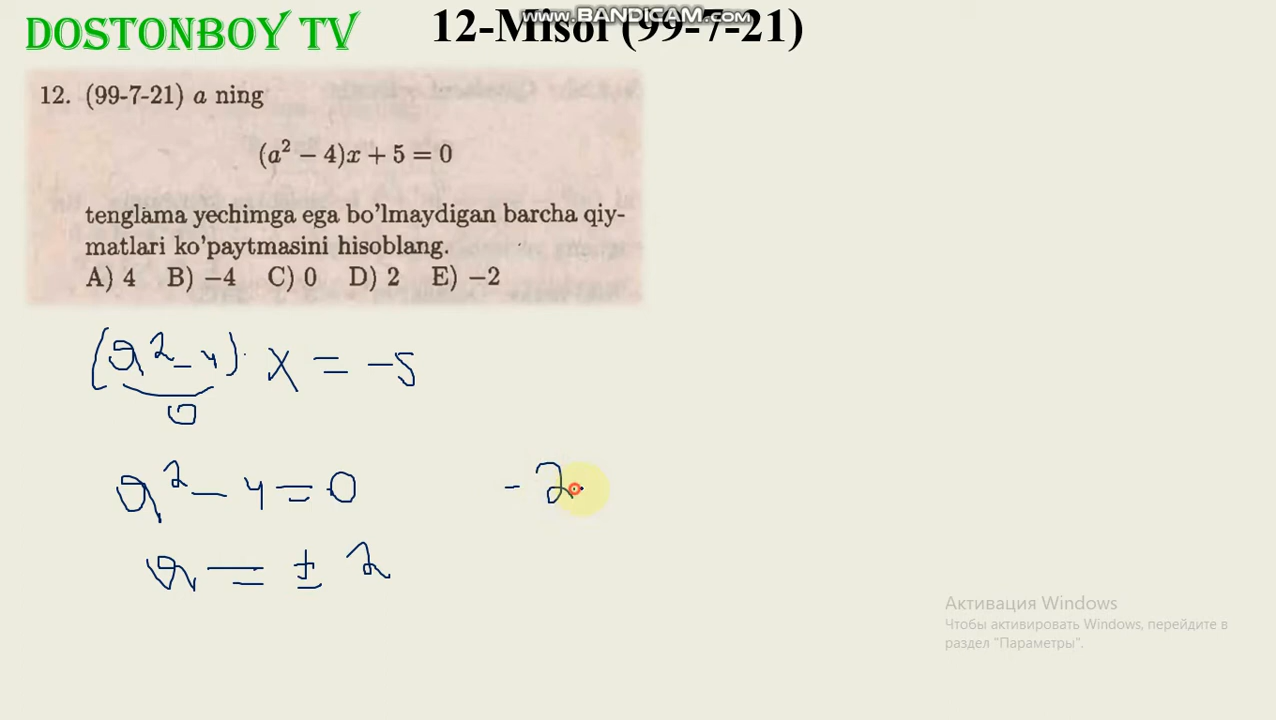 www.BANDICAM.com
DOSTONBOY TV
12-Misol (99-7-21)
12. (99-7-21) a ning
(a² − 4)x + 5 = 0
tenglama yechimga ega bo'lmaydigan barcha qiy-
matlari ko'paytmasini hisoblang.
A) 4 B) −4 C) 0 D) 2 E) −2
(a² − 4) · x = −5
0
a² − 4 = 0
- 2
a = ± 2
Активация Windows
Чтобы активировать Windows, перейдите в
раздел "Параметры".